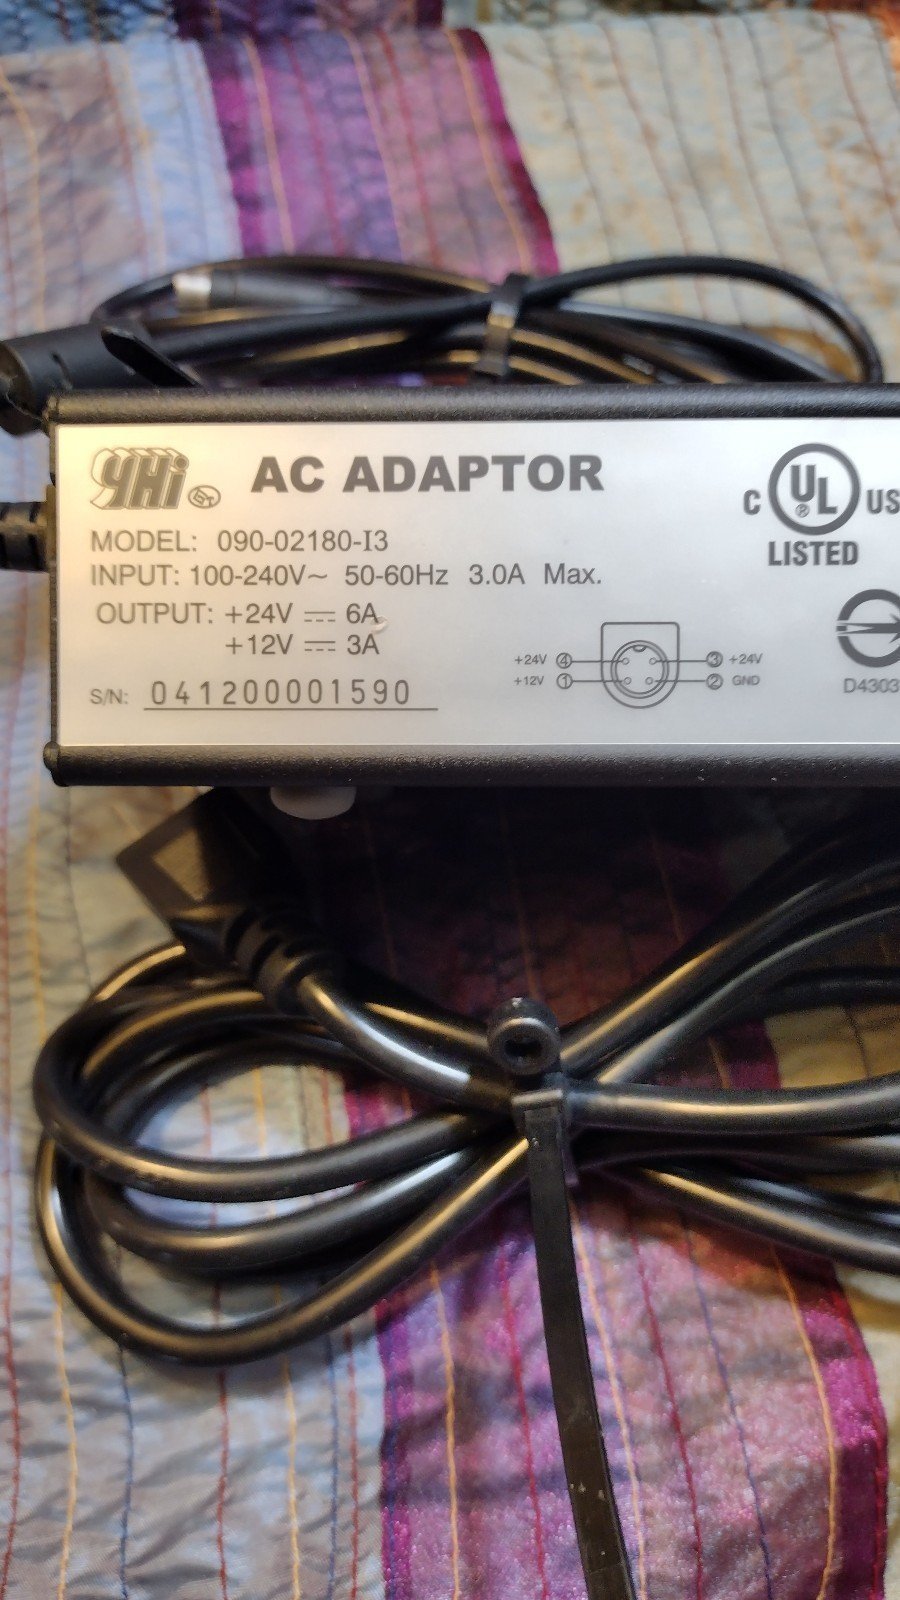 YHi AC ADAPTOR
MODEL: 090-02180-I3
INPUT: 100-240V~ 50-60Hz 3.0A Max.
OUTPUT: +24V ⎓ 6A
+12V ⎓ 3A
S/N: 041200001590
+24V ④ ③ +24V
+12V ① ② GND
C UL ® US
LISTED
D4303